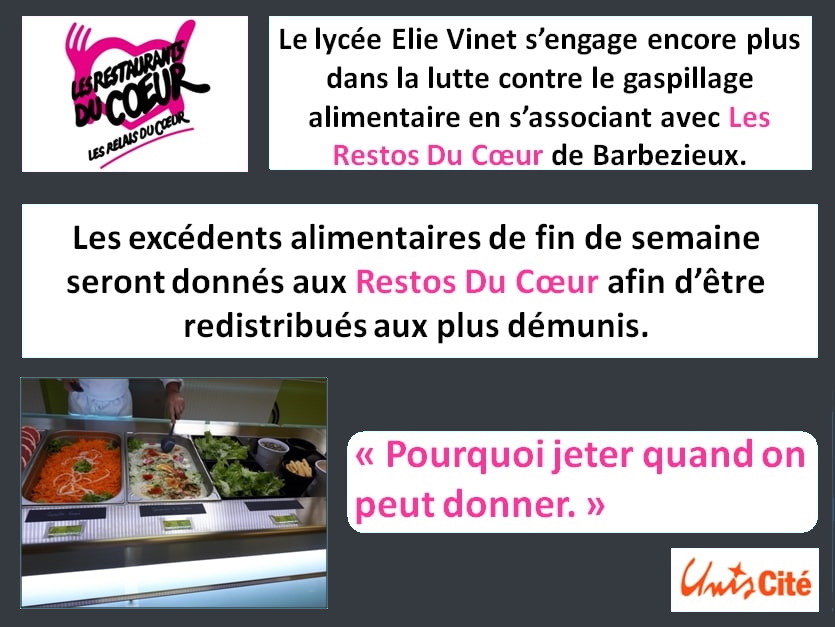 LES RESTAURANTS
DU CŒUR
LES RELAIS DU CŒUR
Le lycée Elie Vinet s’engage encore plus
dans la lutte contre le gaspillage
alimentaire en s’associant avec Les
Restos Du Cœur de Barbezieux.
Les excédents alimentaires de fin de semaine
seront donnés aux Restos Du Cœur afin d’être
redistribués aux plus démunis.
« Pourquoi jeter quand on
peut donner. »
Unis Cité